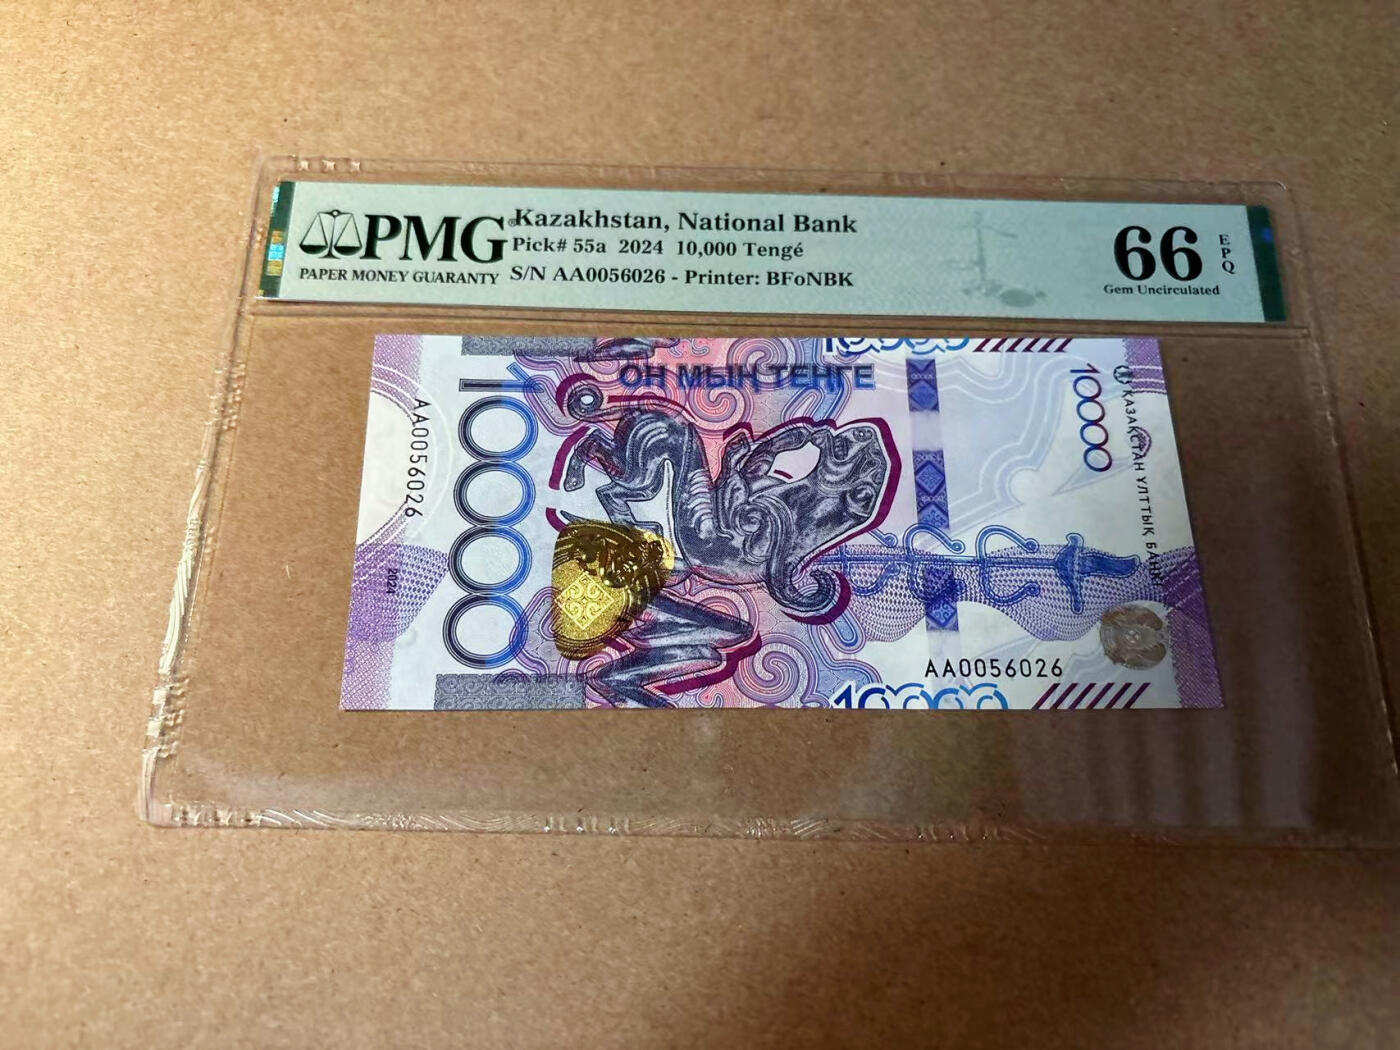 PMG
PAPER MONEY GUARANTY
Kazakhstan, National Bank
Pick# 55a 2024 10,000 Tengé
S/N AA0056026 - Printer: BFoNBK
66
EPQ
Gem Uncirculated
10000
ОН МЫҢ ТЕҢГЕ
10000
ҚАЗАҚСТАН ҰЛТТЫҚ БАНКІ
AA0056026
10000
2024
AA0056026
10000